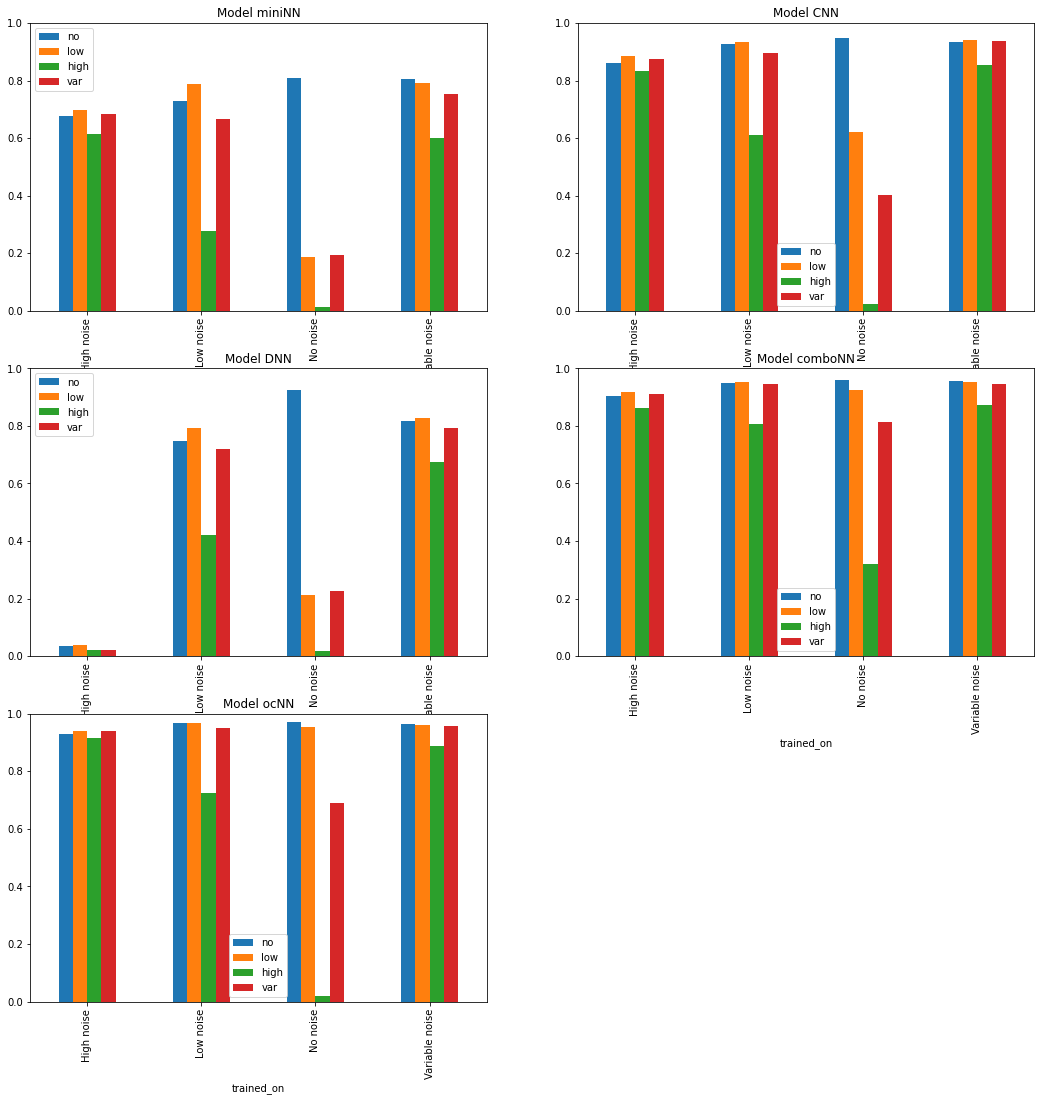 Model miniNN
1.0
0.8
0.6
0.4
0.2
0.0
no
low
high
var
High noise
Low noise
No noise
able noise
Model CNN
1.0
0.8
0.6
0.4
0.2
0.0
no
low
high
var
High noise
Low noise
No noise
able noise
Model DNN
1.0
0.8
0.6
0.4
0.2
0.0
no
low
high
var
High noise
Low noise
No noise
able noise
Model comboNN
1.0
0.8
0.6
0.4
0.2
0.0
no
low
high
var
High noise
Low noise
No noise
Variable noise
trained_on
Model ocNN
1.0
0.8
0.6
0.4
0.2
0.0
no
low
high
var
High noise
Low noise
No noise
Variable noise
trained_on